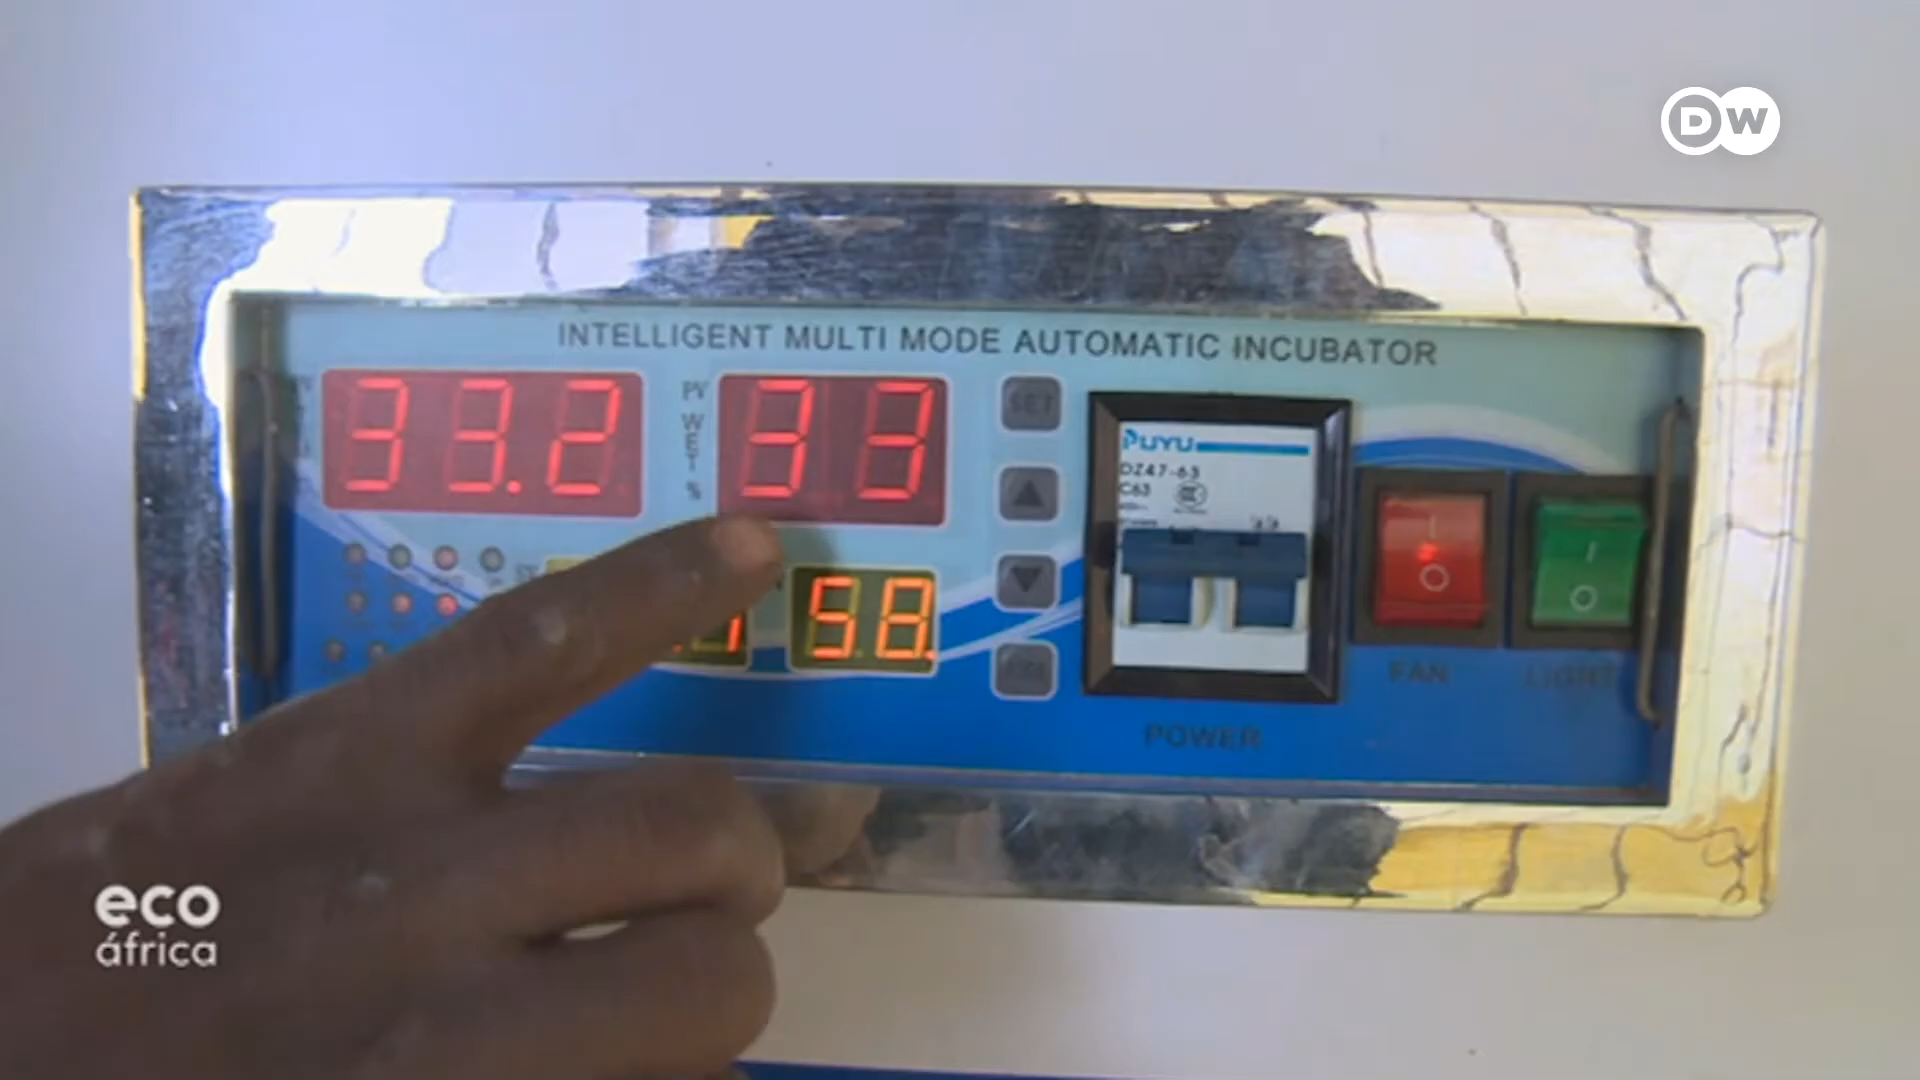 DW
INTELLIGENT MULTI MODE AUTOMATIC INCUBATOR
33.2
PV
WET
%
33
SET
PUYU
DZ47-63
C63
58.
FAN
LIGHT
POWER
eco
áfrica